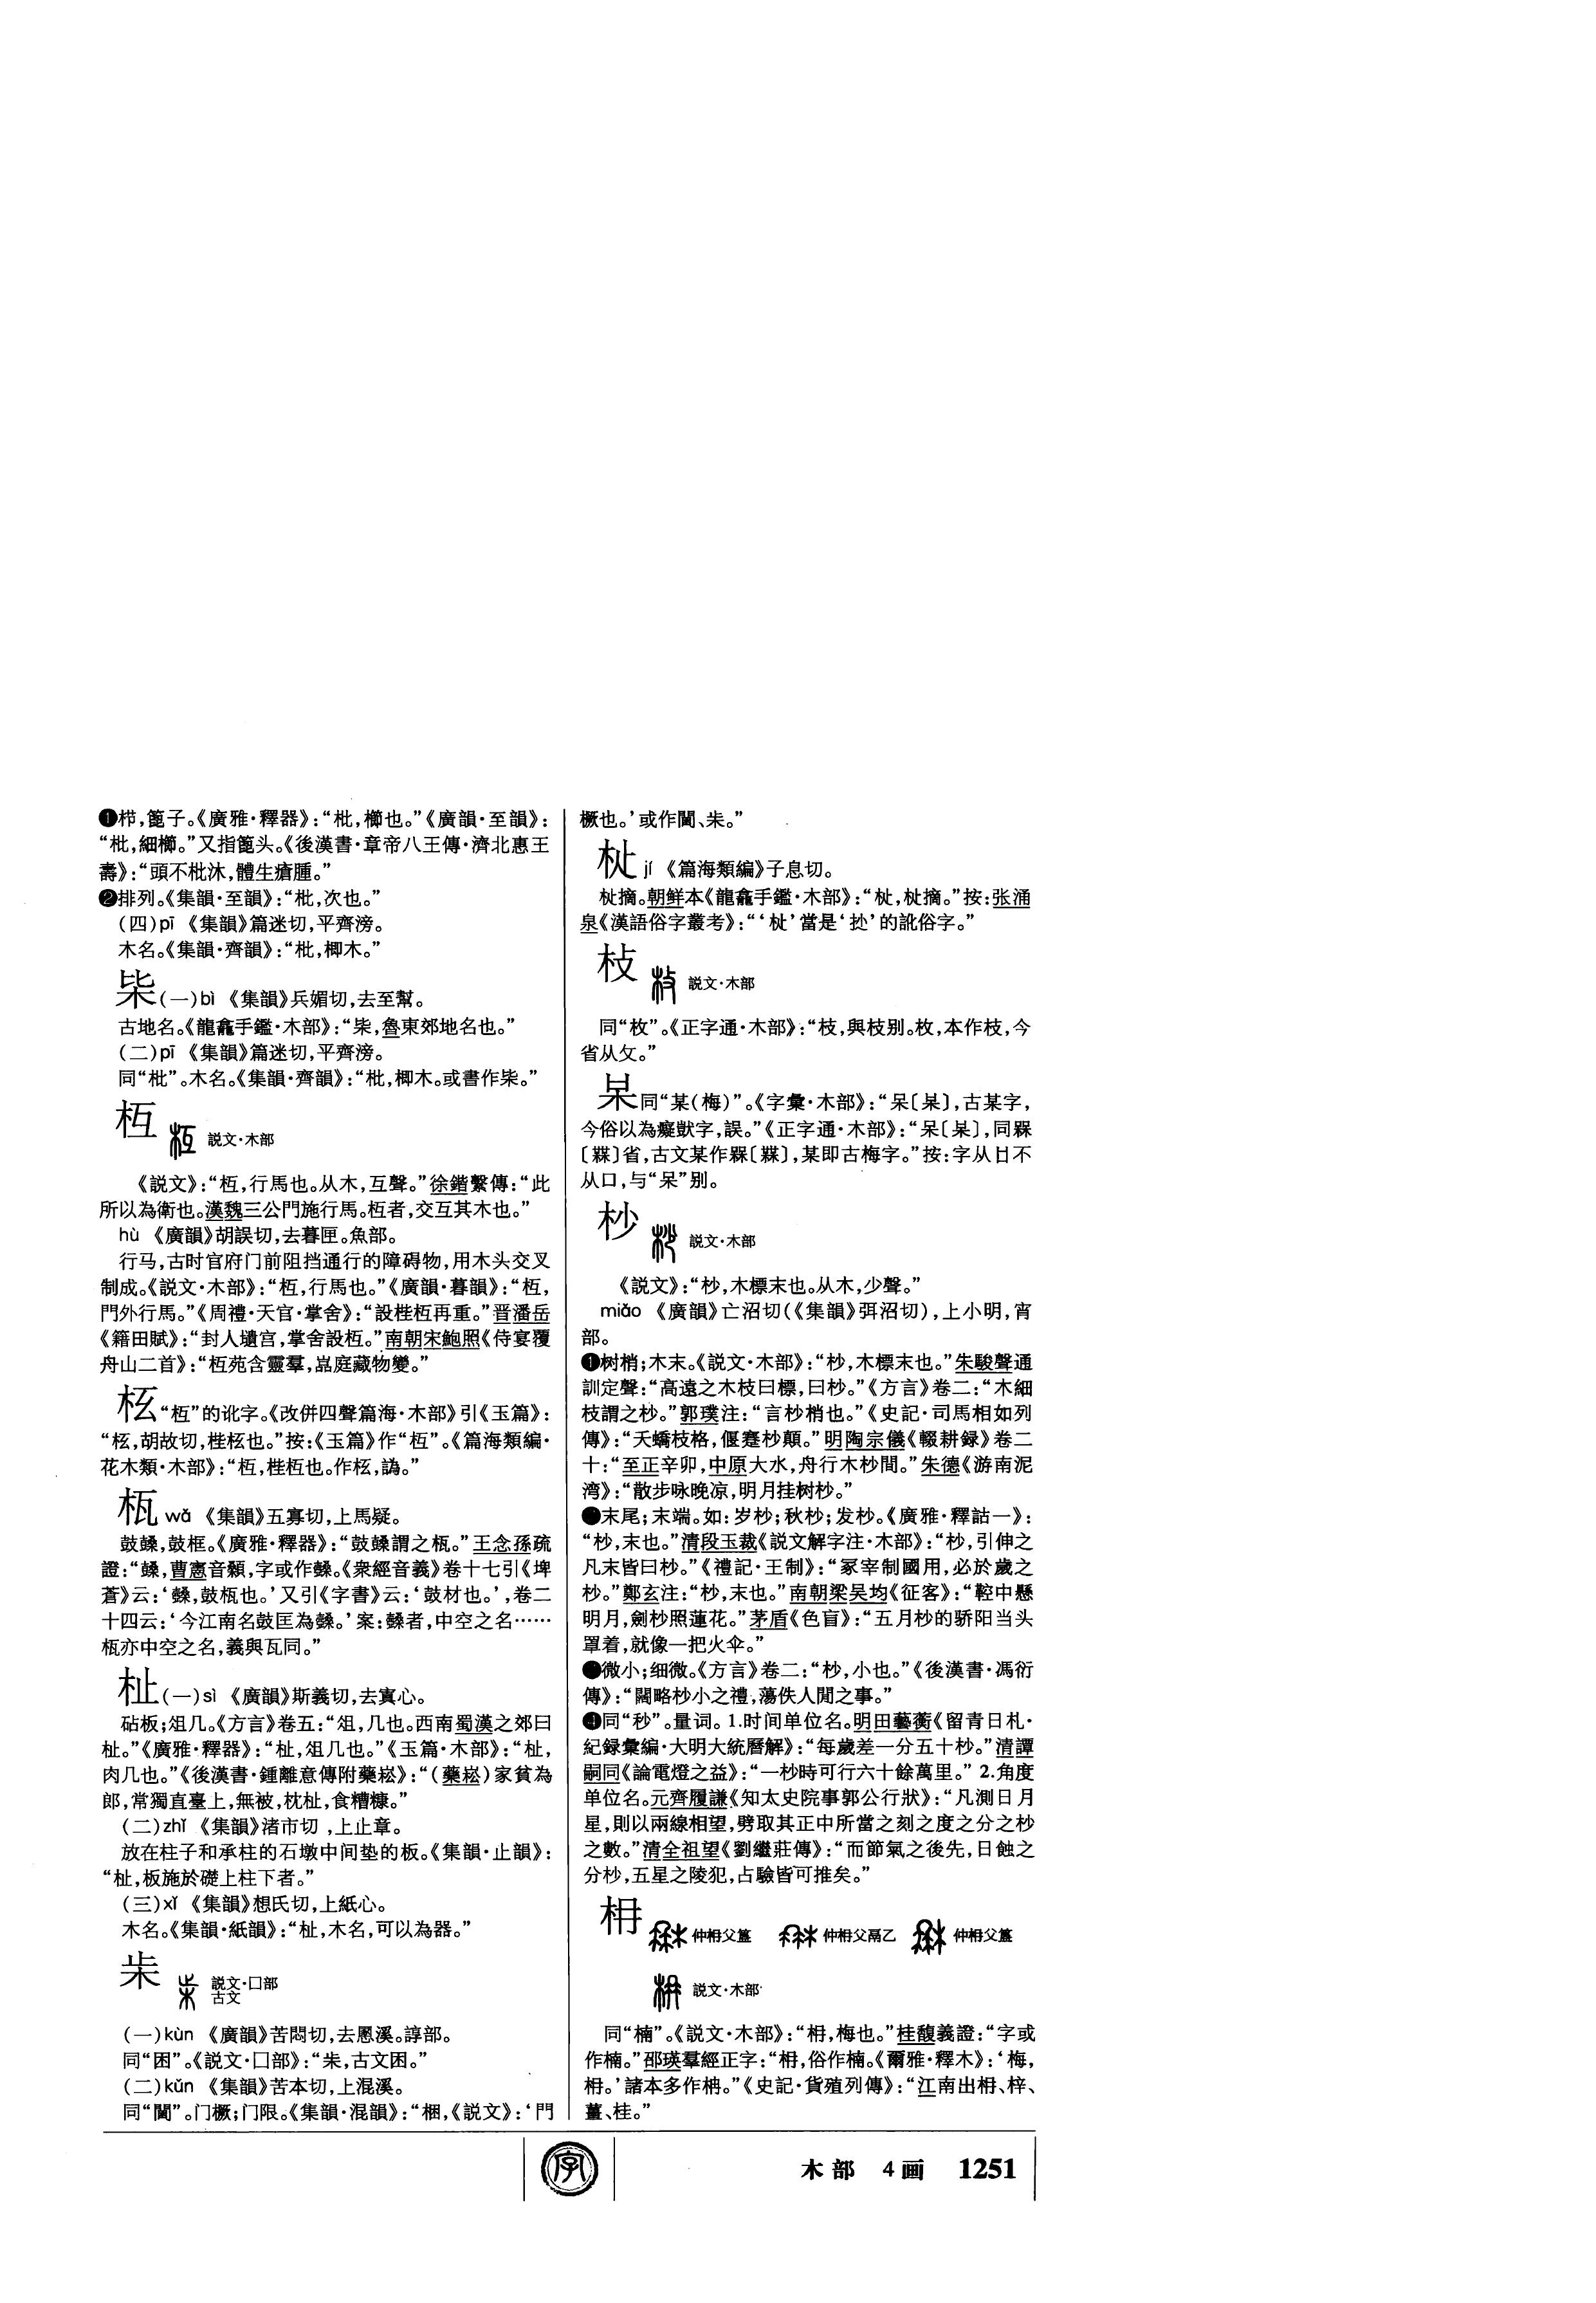 ❶栉，篦子。《廣雅·釋器》：“枇，櫛也。”《廣韻·至韻》：
“枇，細櫛。”又指篦头。《後漢書·章帝八王傳·濟北惠王
壽》：“頭不枇沐，體生瘡腫。”
❷排列。《集韻·至韻》：“枇，次也。”
（四）pī 《集韻》篇迷切，平齊滂。
木名。《集韻·齊韻》：“枇，楖木。”
㭭（一）bì 《集韻》兵媚切，去至幫。
古地名。《龍龕手鑑·木部》：“㭭，魯東郊地名也。”
（二）pī 《集韻》篇迷切，平齊滂。
同“枇”。木名。《集韻·齊韻》：“枇，楖木。或書作㭭。”
枑 説文·木部
《説文》：“枑，行馬也。从木，互聲。”徐鍇繫傳：“此
所以為衛也。漢魏三公門施行馬。枑者，交互其木也。”
hù 《廣韻》胡誤切，去暮匣。魚部。
行马，古时官府门前阻挡通行的障碍物，用木头交叉
制成。《説文·木部》：“枑，行馬也。”《廣韻·暮韻》：“枑，
門外行馬。”《周禮·天官·掌舍》：“設梐枑再重。”晋潘岳
《籍田賦》：“封人壝宫，掌舍設枑。”南朝宋鮑照《侍宴覆
舟山二首》：“枑苑含靈羣，嵓庭藏物變。”
“枑”的讹字。《改併四聲篇海·木部》引《玉篇》：
，胡故切，梐也。”按：《玉篇》作“枑”。《篇海類編·
花木類·木部》：“枑，梐枑也。作，譌。”
㼪 wǎ 《集韻》五寡切，上馬疑。
鼓鼜，鼓框。《廣雅·釋器》：“鼓謂之。”王念孫疏
證：“，曹憲音顙，字或作。《衆經音義》卷十七引《埤
蒼》云：‘，鼓也。’又引《字書》云：‘鼓材也。’，卷二
十四云：‘今江南名鼓匡為。’案：者，中空之名……
亦中空之名，義與瓦同。”
杫（一）sì 《廣韻》斯義切，去寘心。
砧板；俎几。《方言》卷五：“俎，几也。西南蜀漢之郊曰
杫。”《廣雅·釋器》：“杫，俎几也。”《玉篇·木部》：“杫，
肉几也。”《後漢書·鍾離意傳附藥崧》：“（藥崧）家貧為
郎，常獨直臺上，無被，枕杫，食糟糠。”
（二）zhǐ 《集韻》渚市切，上止章。
放在柱子和承柱的石墩中间垫的板。《集韻·止韻》：
“杫，板施於礎上柱下者。”
（三）xǐ 《集韻》想氏切，上紙心。
木名。《集韻·紙韻》：“杫，木名，可以為器。”
朱 説文·囗部
古文
（一）kùn 《廣韻》苦悶切，去慁溪。諄部。
同“困”。《説文·囗部》：“，古文困。”
（二）kǔn 《集韻》苦本切，上混溪。
同“閫”。门橛；门限。《集韻·混韻》：“梱，《説文》：‘門
橛也。’或作閫、。”
jí 《篇海類編》子息切。
摘。朝鲜本《龍龕手鑑·木部》：“，摘。”按：张涌
泉《漢語俗字叢考》：“‘’當是‘’的訛俗字。”
説文·木部
同“枚”。《正字通·木部》：“，與枝别。枚，本作，今
省从攵。”
同“某（梅）”。《字彙·木部》：“呆〔〕，古某字，
今俗以為癡獃字，誤。”《正字通·木部》：“呆〔〕，同槑
〔〕省，古文某作槑〔〕，某即古梅字。”按：字从甘不
从口，与“呆”别。
杪 説文·木部
《説文》：“杪，木標末也。从木，少聲。”
miǎo 《廣韻》亡沼切（《集韻》弭沼切），上小明，宵
部。
❶树梢；木末。《説文·木部》：“杪，木標末也。”朱駿聲通
訓定聲：“高遠之木枝曰標，曰杪。”《方言》卷二：“木細
枝謂之杪。”郭璞注：“言杪梢也。”《史記·司馬相如列
傳》：“夭蟜枝格，偃蹇杪顛。”明陶宗儀《輟耕録》卷二
十：“至正辛卯，中原大水，舟行木杪間。”朱德《游南泥
湾》：“散步咏晚凉，明月挂树杪。”
❷末尾；末端。如：岁杪；秋杪；发杪。《廣雅·釋詁一》：
“杪，末也。”清段玉裁《説文解字注·木部》：“杪，引伸之
凡末皆曰杪。”《禮記·王制》：“冢宰制國用，必於歲之
杪。”鄭玄注：“杪，末也。”南朝梁吴均《征客》：“鞚中懸
明月，劍杪照蓮花。”茅盾《色盲》：“五月杪的骄阳当头
罩着，就像一把火伞。”
❸微小；细微。《方言》卷二：“杪，小也。”《後漢書·馮衍
傳》：“闊略杪小之禮，蕩佚人間之事。”
❹同“秒”。量词。1.时间单位名。明田藝蘅《留青日札·
紀録彙編·大明大統曆解》：“每歲差一分五十杪。”清譚
嗣同《論電燈之益》：“一杪時可行六十餘萬里。” 2.角度
单位名。元齊履謙《知太史院事郭公行狀》：“凡測日月
星，則以兩線相望，劈取其正中所當之刻之度之分之杪
之數。”清全祖望《劉繼莊傳》：“而節氣之後先，日蝕之
分杪，五星之陵犯，占驗皆可推矣。”
枏 仲枏父簋 仲枏父鬲乙 仲枏父簋
説文·木部
同“楠”。《説文·木部》：“枏，梅也。”桂馥義證：“字或
作楠。”邵瑛羣經正字：“枏，俗作楠。《爾雅·釋木》：‘梅，
枏。’諸本多作柟。”《史記·貨殖列傳》：“江南出枏、梓、
薑、桂。”
字
木部 4画 1251